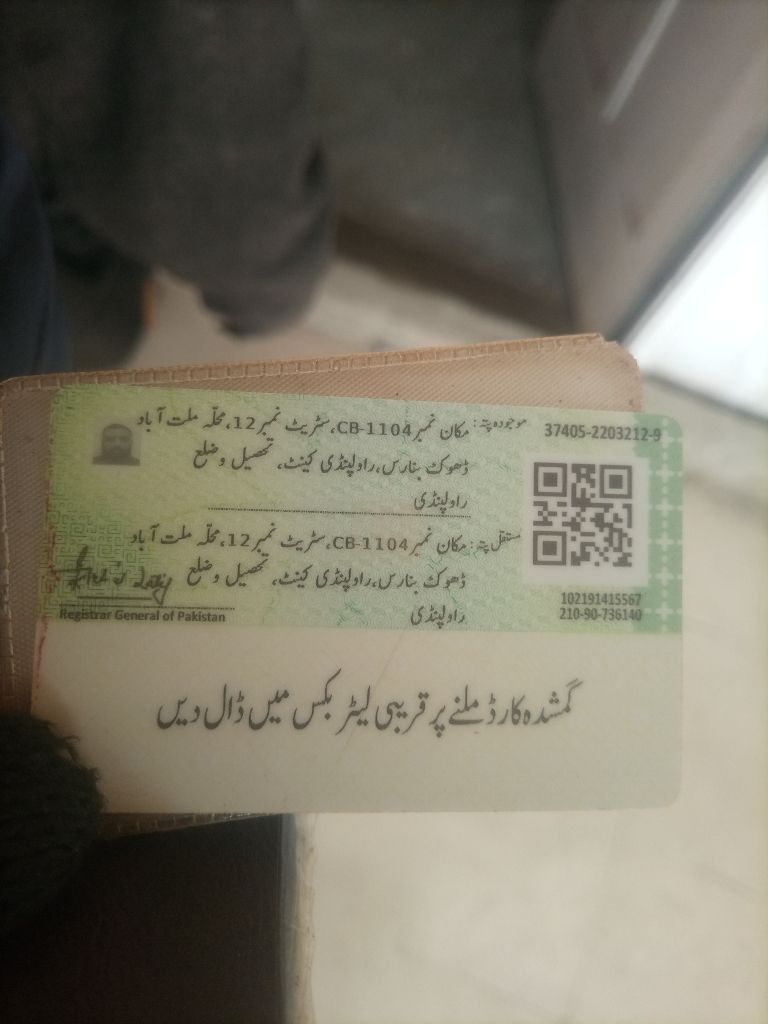 37405-2203212-9
موجودہ پتہ: مکان نمبر CB-1104، سٹریٹ نمبر 12، محلّہ ملت آباد
ڈھوک بنارس، راولپنڈی کینٹ، تحصیل و ضلع
راولپنڈی
مستقل پتہ: مکان نمبر CB-1104، سٹریٹ نمبر 12، محلّہ ملت آباد
ڈھوک بنارس، راولپنڈی کینٹ، تحصیل و ضلع
راولپنڈی
102191415567
210-90-736140
Registrar General of Pakistan
گمشدہ کارڈ ملنے پر قریبی لیٹر بکس میں ڈال دیں